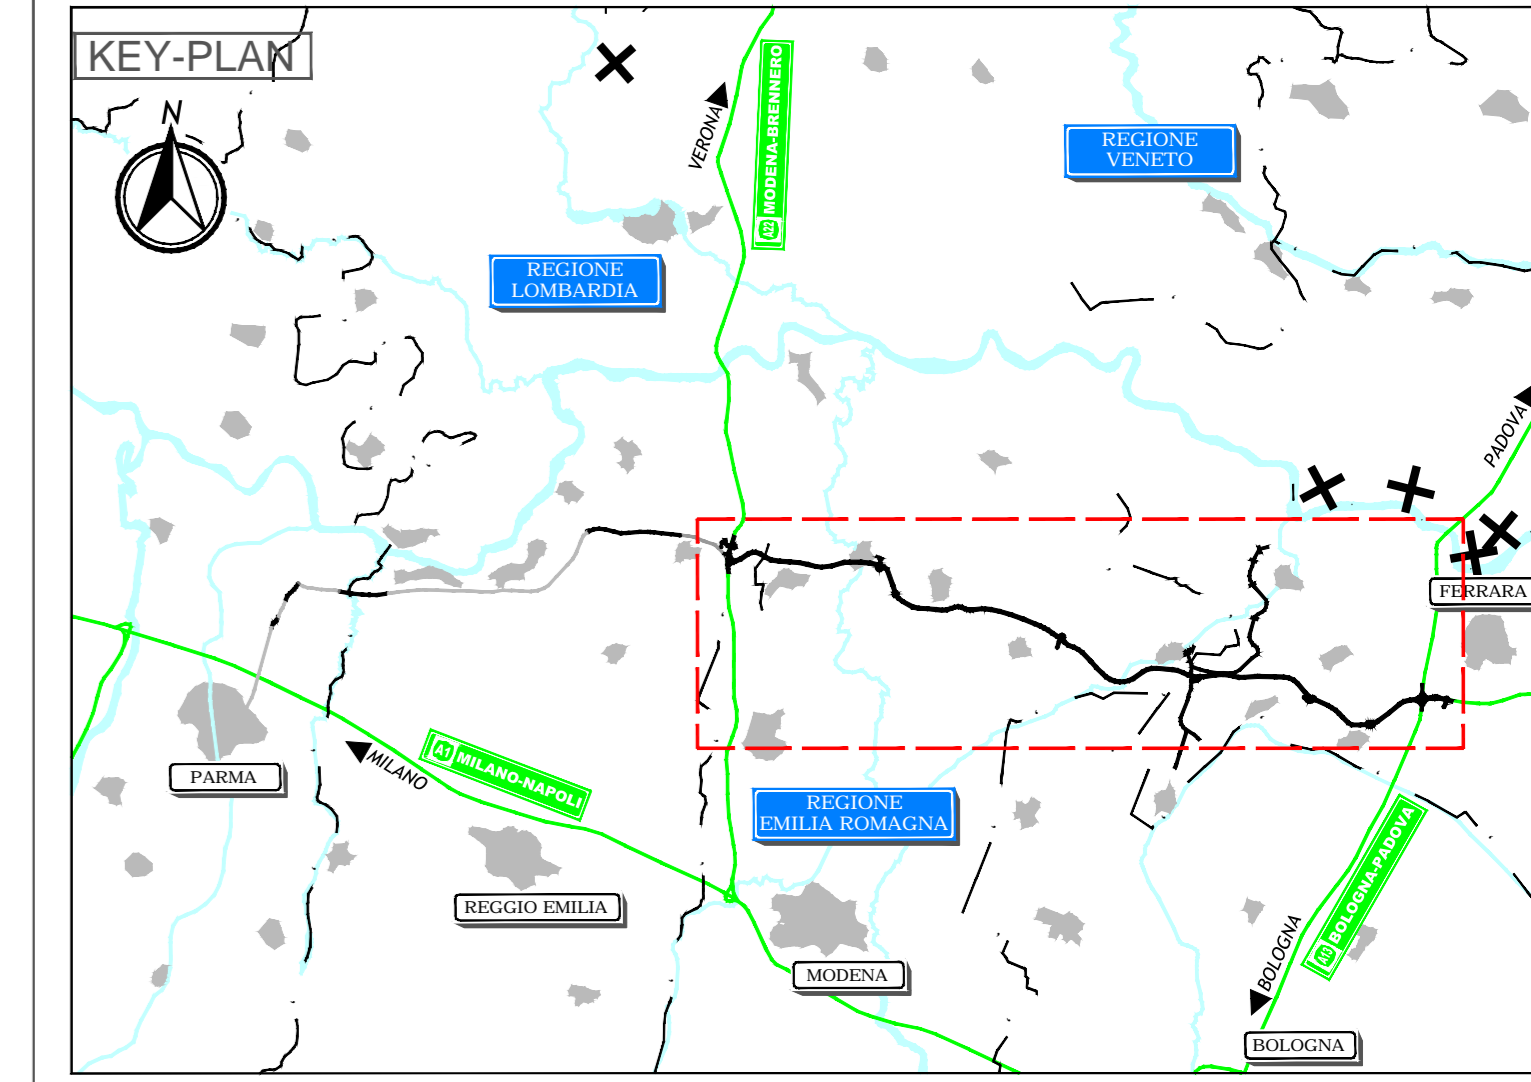 KEY-PLAN
N
VERONA
A22 MODENA-BRENNERO
REGIONE
VENETO
REGIONE
LOMBARDIA
PADOVA
FERRARA
PARMA
MILANO
A1 MILANO-NAPOLI
REGIONE
EMILIA ROMAGNA
REGGIO EMILIA
MODENA
A13 BOLOGNA-PADOVA
BOLOGNA
BOLOGNA